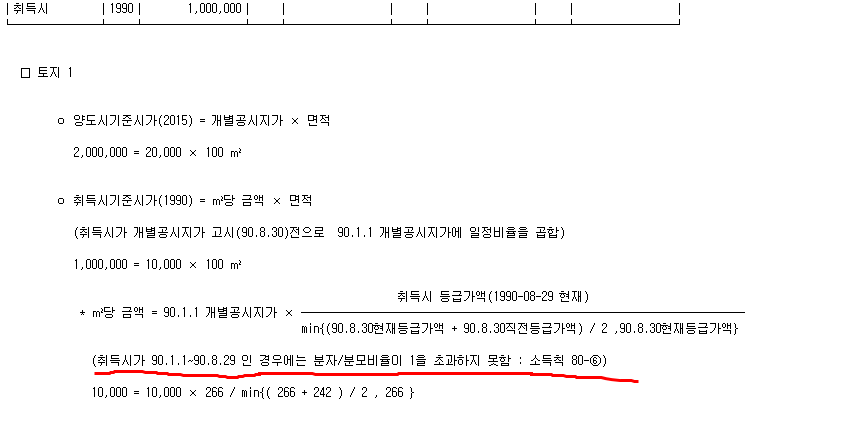 취득시 1990 1,000,000
□ 토지 1
○ 양도시기준시가(2015) = 개별공시지가 × 면적
2,000,000 = 20,000 × 100 ㎡
○ 취득시기준시가(1990) = ㎡당 금액 × 면적
(취득시가 개별공시지가 고시(90.8.30)전으로 90.1.1 개별공시지가에 일정비율을 곱합)
1,000,000 = 10,000 × 100 ㎡
취득시 등급가액(1990-08-29 현재)
* ㎡당 금액 = 90.1.1 개별공시지가 ×
min{(90.8.30현재등급가액 + 90.8.30직전등급가액) / 2 ,90.8.30현재등급가액}
(취득시가 90.1.1~90.8.29 인 경우에는 분자/분모비율이 1을 초과하지 못함 : 소득칙 80-⑥)
10,000 = 10,000 × 266 / min{( 266 + 242 ) / 2 , 266 }